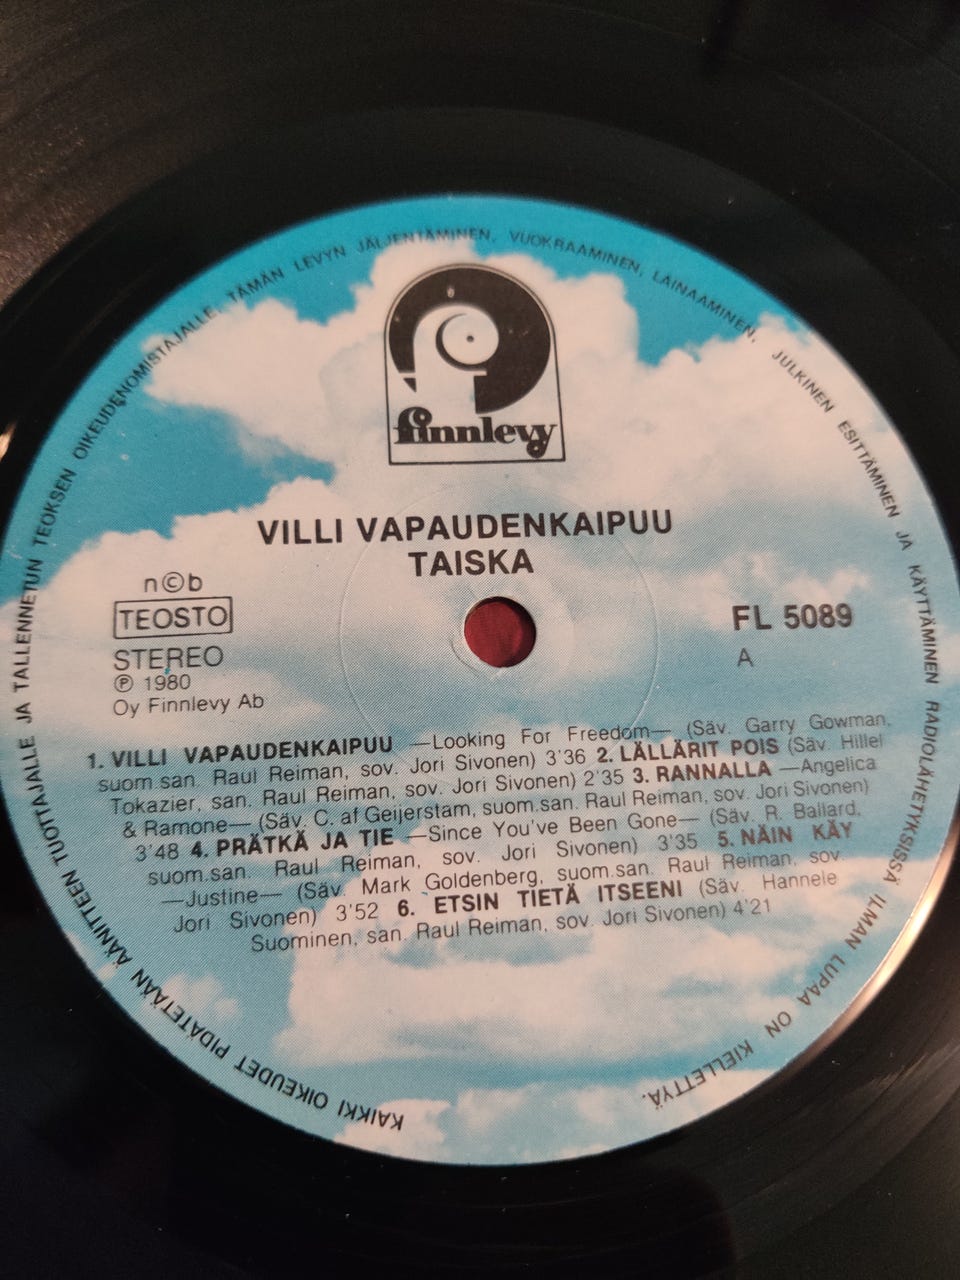 KAIKKI OIKEUDET PIDÄTETÄÄN ÄÄNITTEEN TUOTTAJALLE JA TALLENNETUN TEOKSEN OIKEUDENOMISTAJALLE. TÄMÄN LEVYN JÄLJENTÄMINEN, VUOKRAAMINEN, LAINAAMINEN, JULKINEN ESITTÄMINEN JA KÄYTTÄMINEN RADIOLÄHETYKSISSÄ ILMAN LUPAA ON KIELLETTYÄ.
finnlevy
VILLI VAPAUDENKAIPUU
TAISKA
n©b
TEOSTO
STEREO
℗ 1980
Oy Finnlevy Ab
FL 5089
A
1. VILLI VAPAUDENKAIPUU —Looking For Freedom— (Säv. Garry Gowman,
suom.san. Raul Reiman, sov. Jori Sivonen) 3'36 2. LÄLLÄRIT POIS (Säv. Hillel
Tokazier, san. Raul Reiman, sov. Jori Sivonen) 2'35 3. RANNALLA —Angelica
& Ramone— (Säv. C. af Geijerstam, suom.san. Raul Reiman, sov. Jori Sivonen)
3'48 4. PRÄTKÄ JA TIE —Since You've Been Gone— (Säv. R. Ballard,
suom.san. Raul Reiman, sov. Jori Sivonen) 3'35 5. NÄIN KÄY
—Justine— (Säv. Mark Goldenberg, suom.san. Raul Reiman, sov.
Jori Sivonen) 3'52 6. ETSIN TIETÄ ITSEENI (Säv. Hannele
Suominen, san. Raul Reiman, sov. Jori Sivonen) 4'21